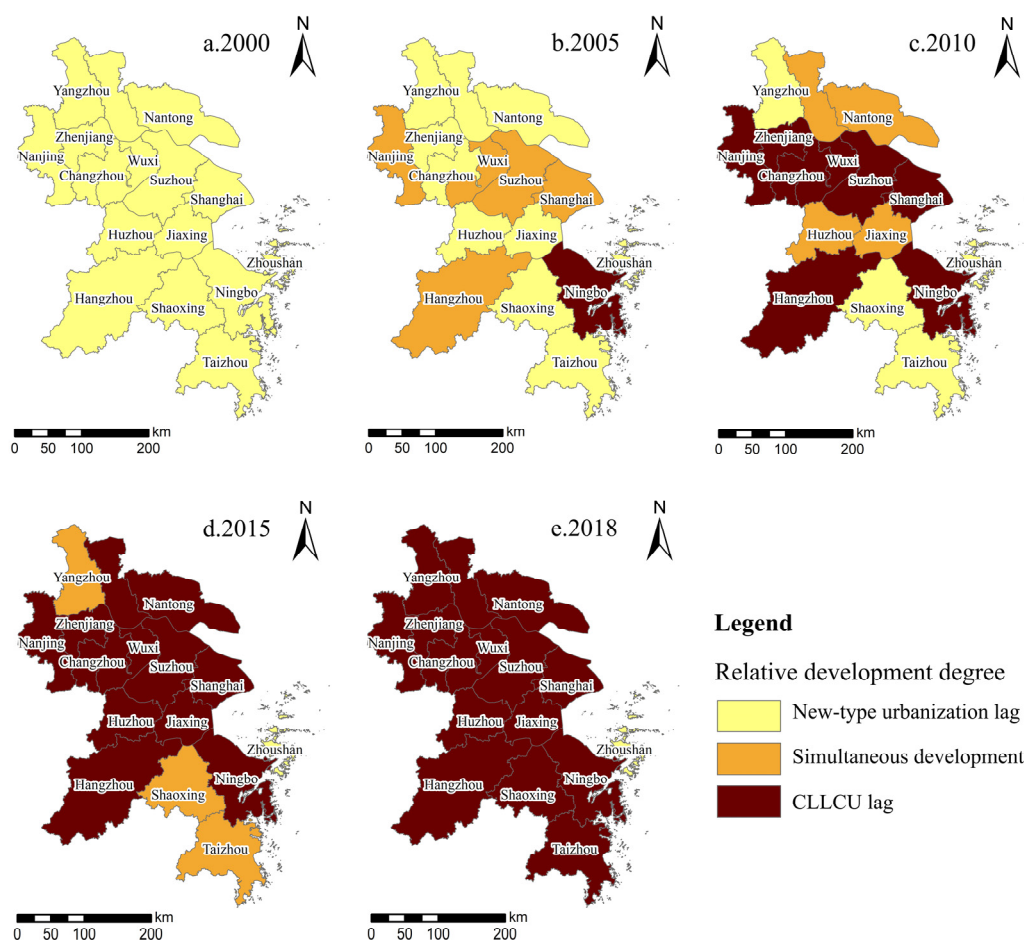 a.2000
N
Yangzhou
Nantong
Zhenjiang
Nanjing
Wuxi
Changzhou
Suzhou
Shanghai
Huzhou
Jiaxing
Zhoushan
Hangzhou
Ningbo
Shaoxing
Taizhou
km
0 50 100 200
b.2005
N
Yangzhou
Nantong
Zhenjiang
Nanjing
Wuxi
Changzhou
Suzhou
Shanghai
Huzhou
Jiaxing
Zhoushan
Hangzhou
Ningbo
Shaoxing
Taizhou
km
0 50 100 200
c.2010
N
Yangzhou
Nantong
Zhenjiang
Nanjing
Wuxi
Changzhou
Suzhou
Shanghai
Huzhou
Jiaxing
Zhoushan
Hangzhou
Ningbo
Shaoxing
Taizhou
km
0 50 100 200
d.2015
N
Yangzhou
Nantong
Zhenjiang
Nanjing
Wuxi
Changzhou
Suzhou
Shanghai
Huzhou
Jiaxing
Zhoushan
Hangzhou
Ningbo
Shaoxing
Taizhou
km
0 50 100 200
e.2018
N
Yangzhou
Nantong
Zhenjiang
Nanjing
Wuxi
Changzhou
Suzhou
Shanghai
Huzhou
Jiaxing
Zhoushan
Hangzhou
Ningbo
Shaoxing
Taizhou
km
0 50 100 200
Legend
Relative development degree
New-type urbanization lag
Simultaneous development
CLLCU lag